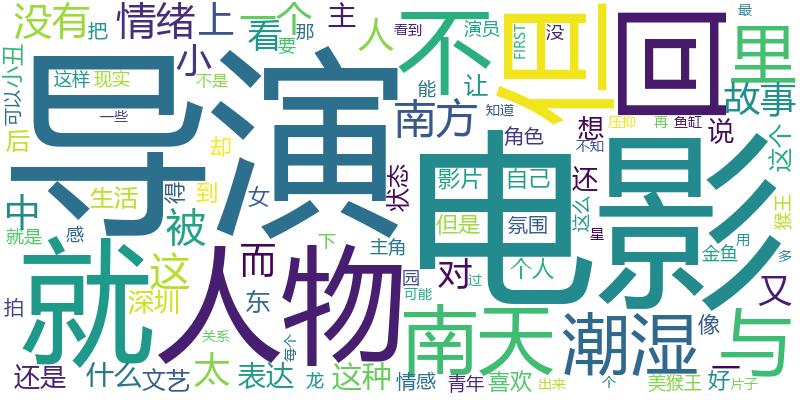 没有 把 情绪 上 一个 看 那 主 要 看到 人 演员 不 能 让 FIRST 没 但 回 最 里
可以 小丑 这样 现实 小 不是 一些 导演 南方 知道 角色 想 不知 压抑 再 鱼缸 说 故事 这个
后 却 生活 得 到 女 状态 影片 自己 还 电影 猴王
中 就是 感 被 但是 氛围 这么 星 金鱼 用 多
就 这 人物 而 下 主角 对 个人 又
拍 深圳 东 园 过 可能 南天 潮湿 像 与
还是 什么 文艺 太 关系 表达 每个 龙 这种 情感 青年 喜欢 出来 个 美猴王 一 好 片子